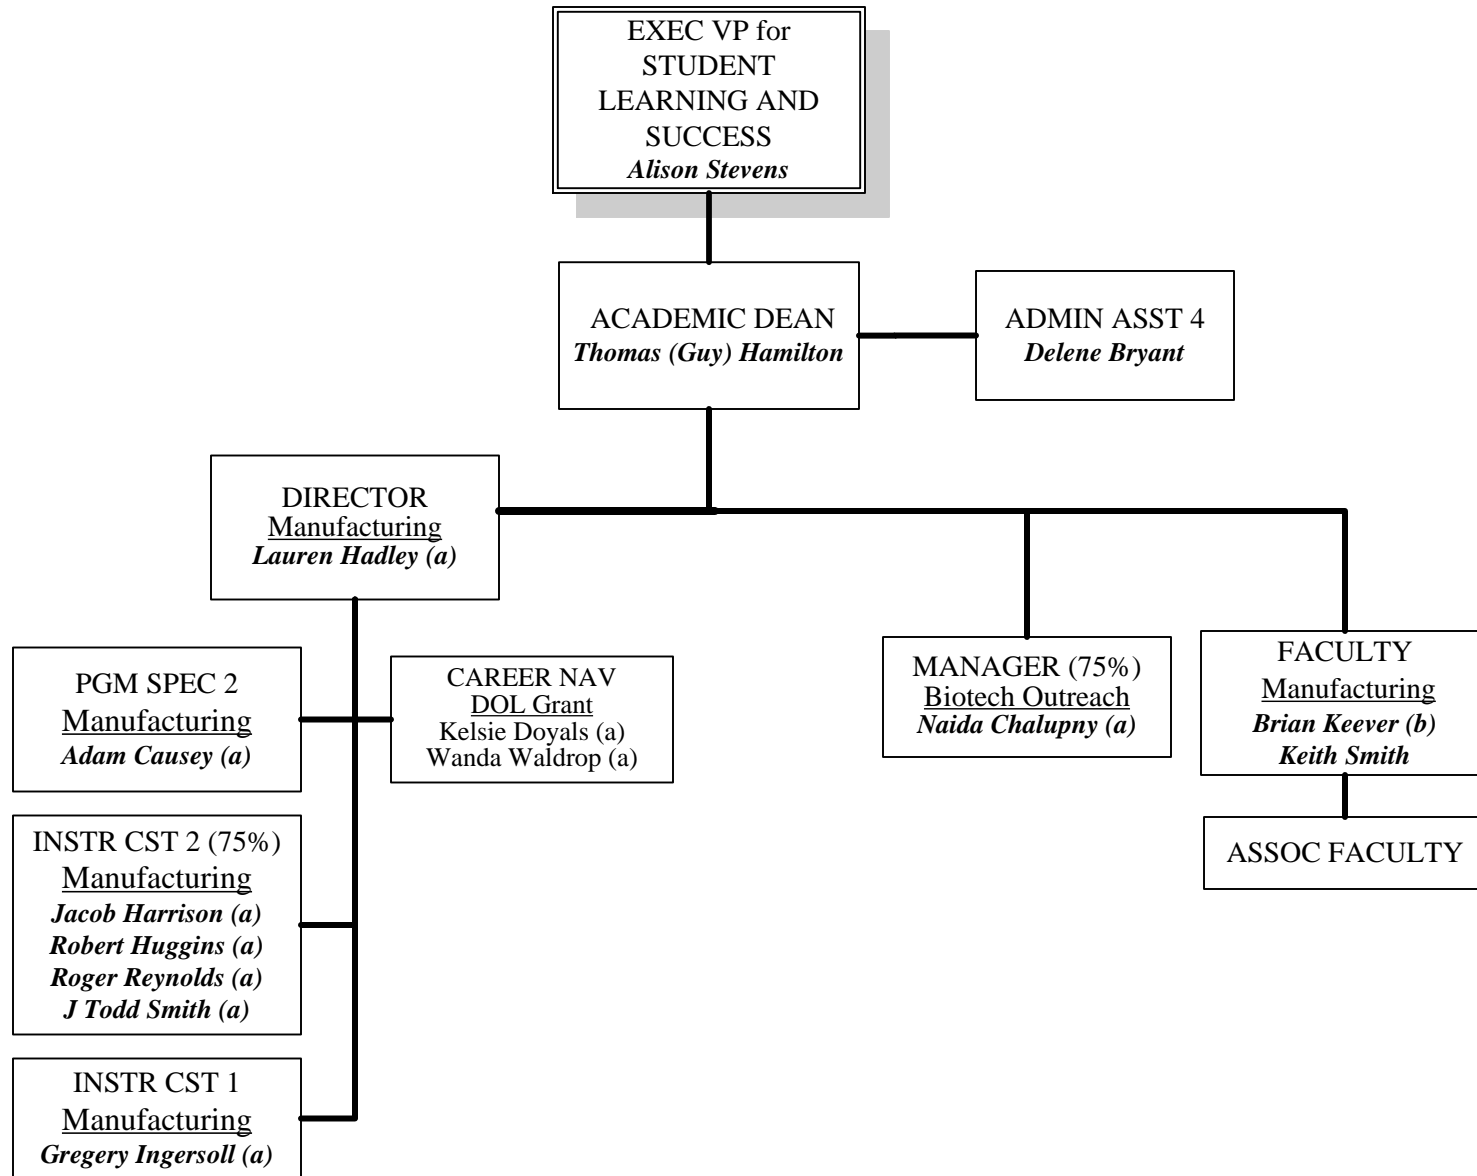 EXEC VP for
STUDENT
LEARNING AND
SUCCESS
Alison Stevens
ACADEMIC DEAN
Thomas (Guy) Hamilton
ADMIN ASST 4
Delene Bryant
DIRECTOR
Manufacturing
Lauren Hadley (a)
PGM SPEC 2
Manufacturing
Adam Causey (a)
CAREER NAV
DOL Grant
Kelsie Doyals (a)
Wanda Waldrop (a)
MANAGER (75%)
Biotech Outreach
Naida Chalupny (a)
FACULTY
Manufacturing
Brian Keever (b)
Keith Smith
ASSOC FACULTY
INSTR CST 2 (75%)
Manufacturing
Jacob Harrison (a)
Robert Huggins (a)
Roger Reynolds (a)
J Todd Smith (a)
INSTR CST 1
Manufacturing
Gregery Ingersoll (a)